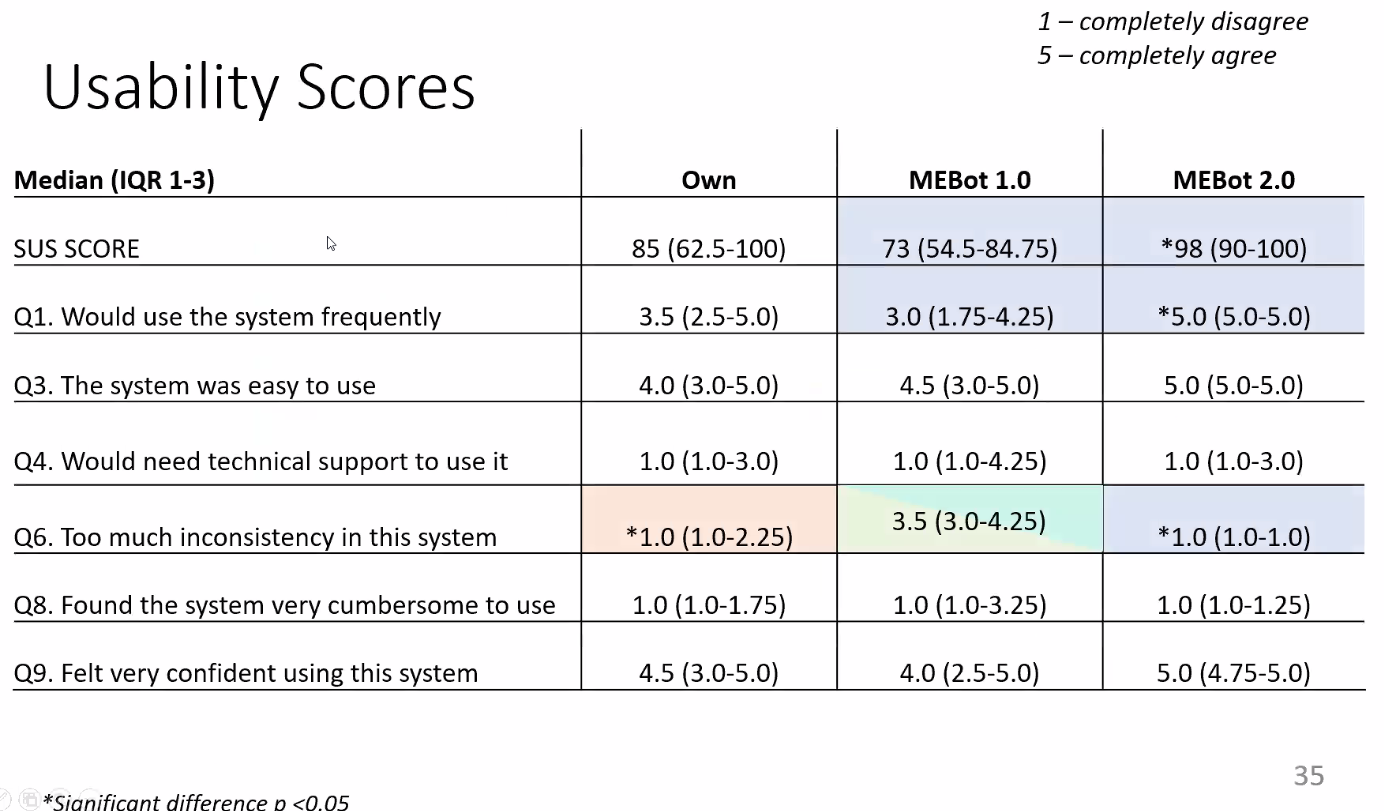 1 – completely disagree
5 – completely agree
Usability Scores
Median (IQR 1-3) Own MEBot 1.0 MEBot 2.0
SUS SCORE 85 (62.5-100) 73 (54.5-84.75) *98 (90-100)
Q1. Would use the system frequently 3.5 (2.5-5.0) 3.0 (1.75-4.25) *5.0 (5.0-5.0)
Q3. The system was easy to use 4.0 (3.0-5.0) 4.5 (3.0-5.0) 5.0 (5.0-5.0)
Q4. Would need technical support to use it 1.0 (1.0-3.0) 1.0 (1.0-4.25) 1.0 (1.0-3.0)
Q6. Too much inconsistency in this system *1.0 (1.0-2.25) 3.5 (3.0-4.25) *1.0 (1.0-1.0)
Q8. Found the system very cumbersome to use 1.0 (1.0-1.75) 1.0 (1.0-3.25) 1.0 (1.0-1.25)
Q9. Felt very confident using this system 4.5 (3.0-5.0) 4.0 (2.5-5.0) 5.0 (4.75-5.0)
35
*Significant difference p <0.05